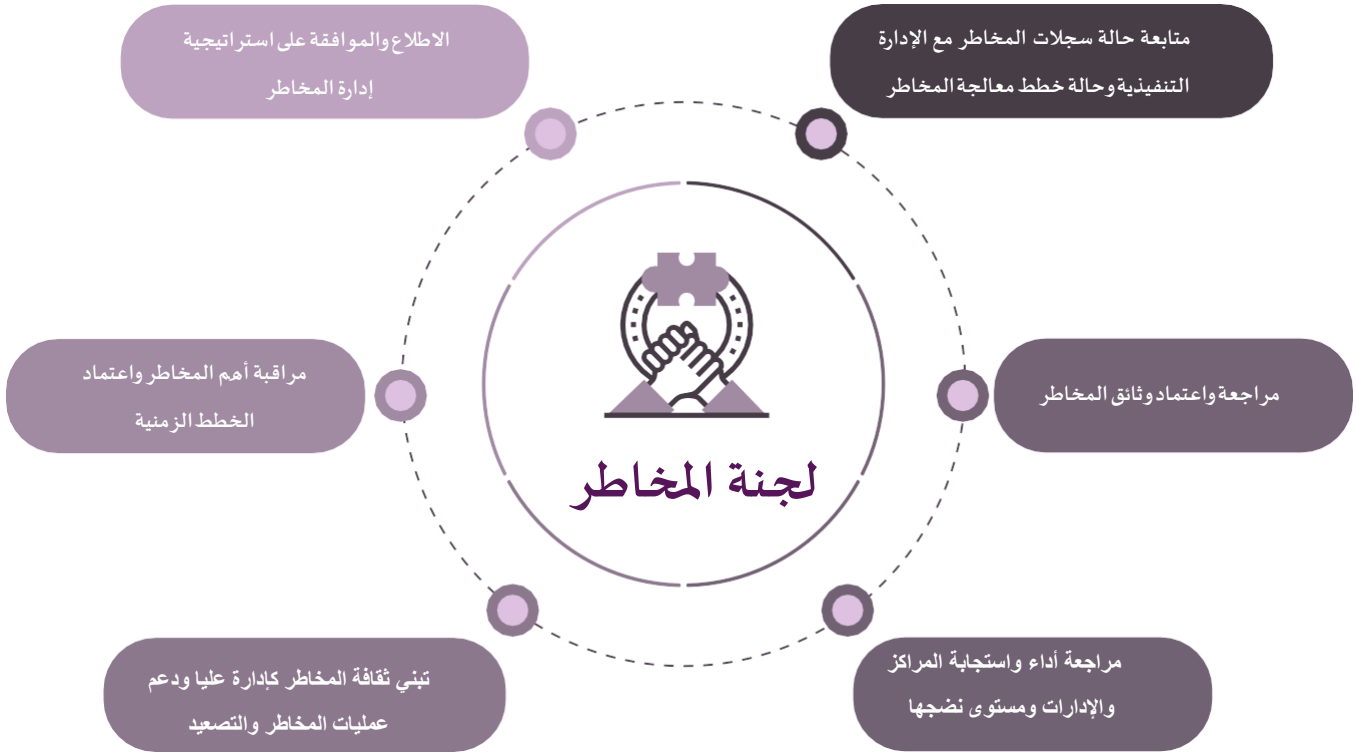 متابعة حالة سجلات المخاطر مع الإدارة
التنفيذية وحالة خطط معالجة المخاطر
الاطلاع والموافقة على استراتيجية
إدارة المخاطر
مراجعة واعتماد وثائق المخاطر
مراقبة أهم المخاطر واعتماد
الخطط الزمنية
لجنة المخاطر
مراجعة أداء واستجابة المراكز
والإدارات ومستوى نضجها
تبني ثقافة المخاطر كإدارة عليا ودعم
عمليات المخاطر والتصعيد